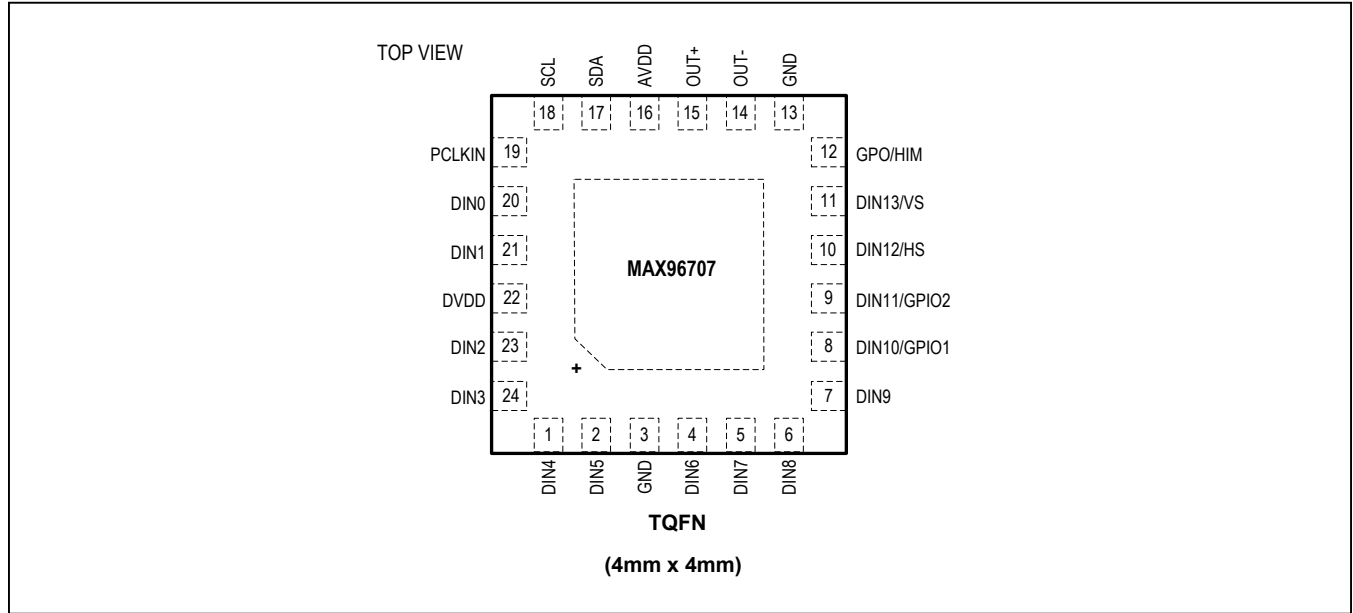 TOP VIEW
SCL SDA AVDD OUT+ OUT- GND
18 17 16 15 14 13
PCLKIN 19 12 GPO/HIM
DIN0 20 11 DIN13/VS
DIN1 21 10 DIN12/HS
MAX96707
DVDD 22 9 DIN11/GPIO2
DIN2 23 8 DIN10/GPIO1
+
DIN3 24 7 DIN9
1 2 3 4 5 6
DIN4 DIN5 GND DIN6 DIN7 DIN8
TQFN
(4mm x 4mm)